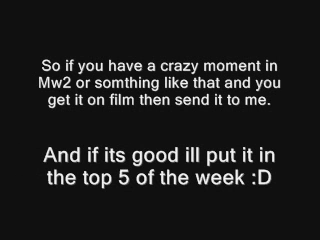 So if you have a crazy moment in
Mw2 or somthing like that and you
get it on film then send it to me.
And if its good ill put it in
the top 5 of the week :D